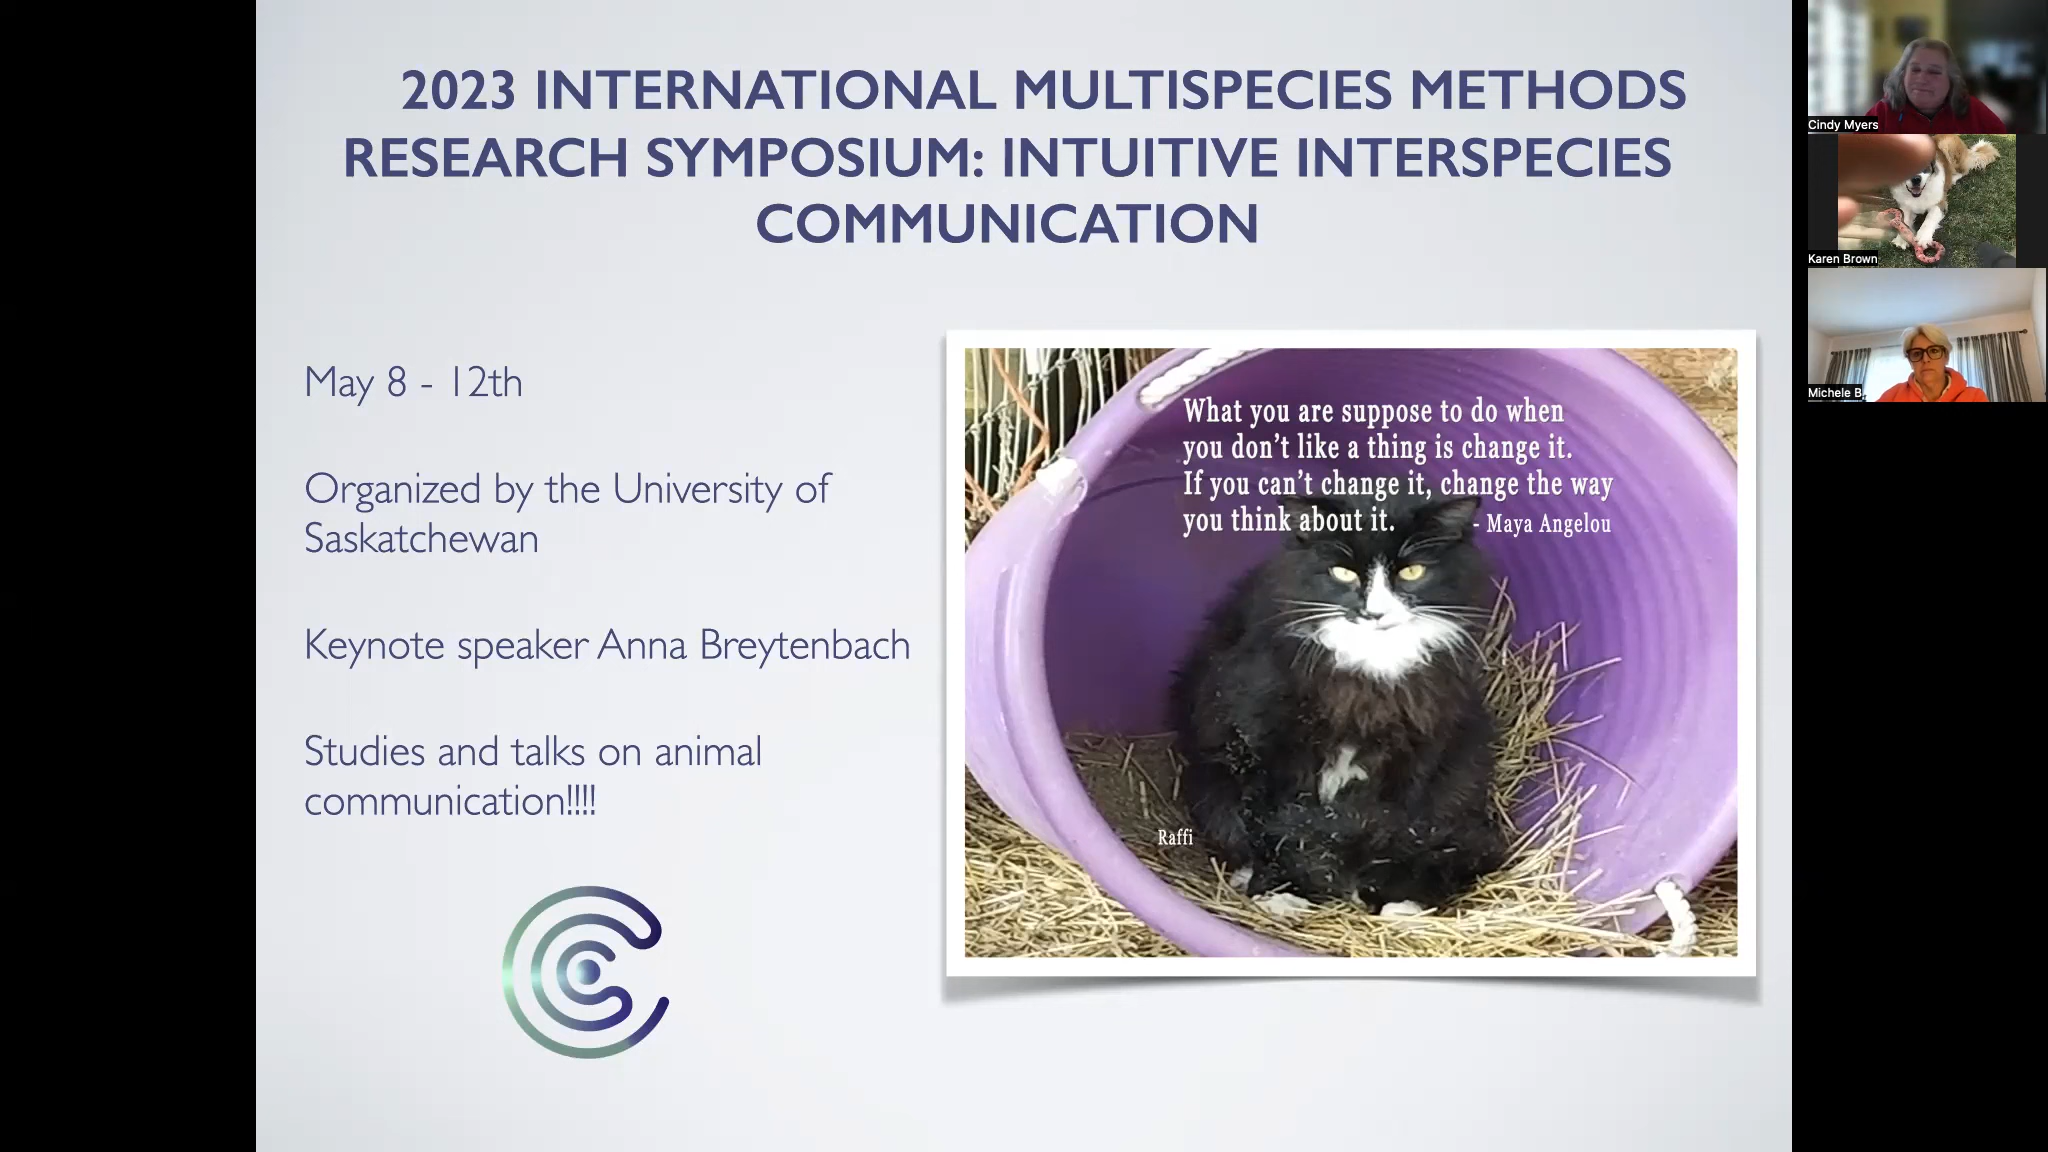 2023 INTERNATIONAL MULTISPECIES METHODS
RESEARCH SYMPOSIUM: INTUITIVE INTERSPECIES
COMMUNICATION
May 8 - 12th
Organized by the University of
Saskatchewan
Keynote speaker Anna Breytenbach
Studies and talks on animal
communication!!!!
What you are suppose to do when
you don't like a thing is change it.
If you can't change it, change the way
you think about it.
- Maya Angelou
Raffi
Cindy Myers
Karen Brown
Michele B